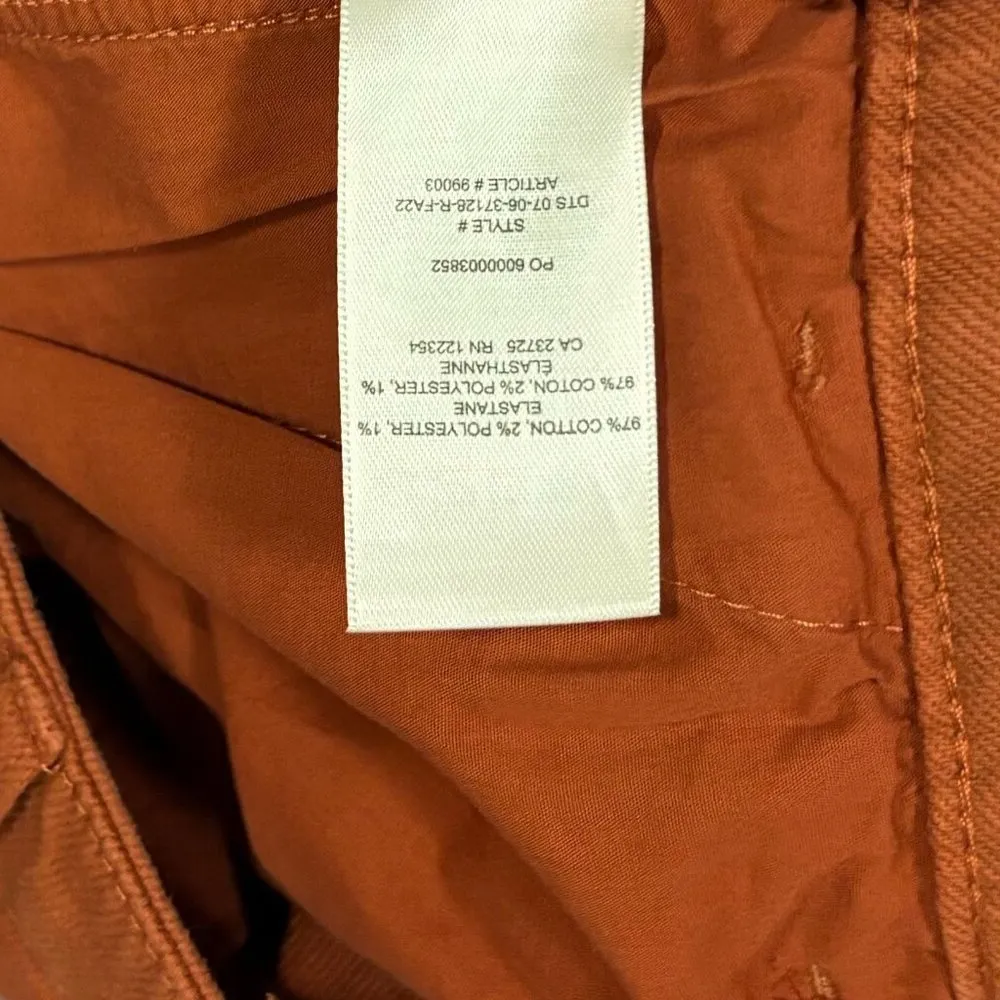 97% COTTON, 2% POLYESTER, 1%
ELASTANE
97% COTON, 2% POLYESTER, 1%
ÉLASTHANNE
CA 23725 RN 122354
PO 6000003852
STYLE #
DTS 07-06-37128-R-FA22
ARTICLE # 99003